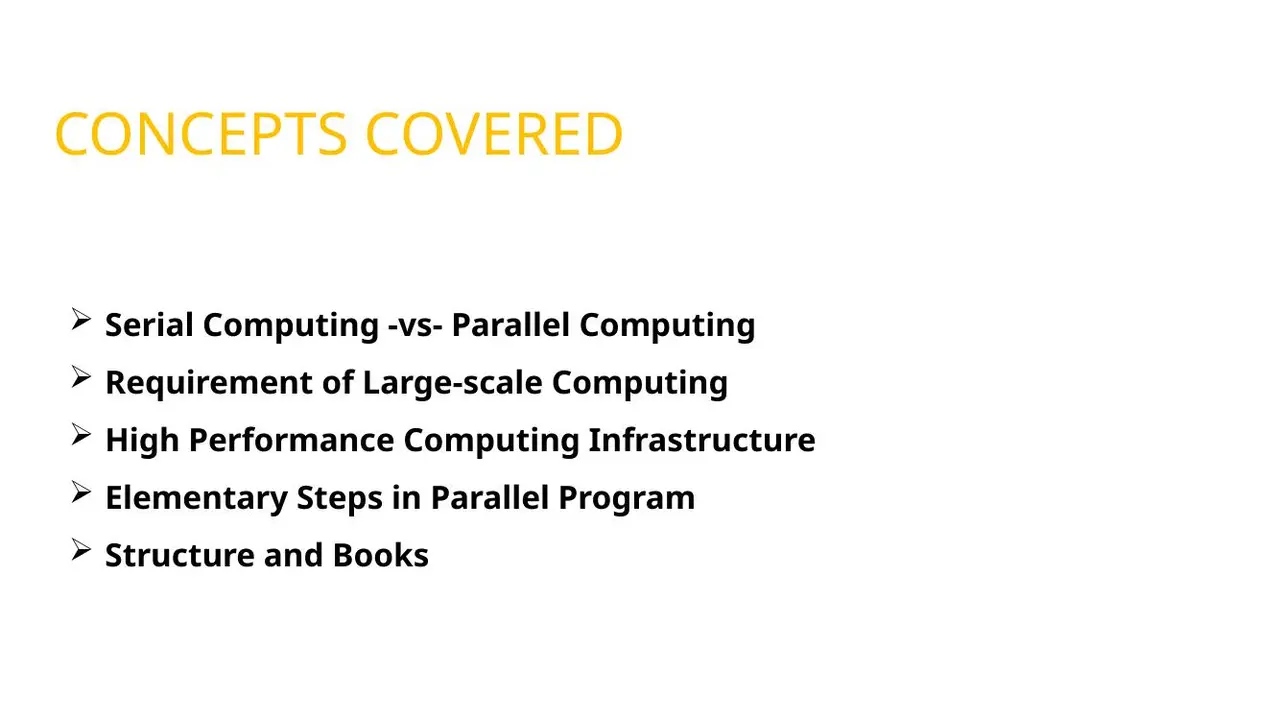 CONCEPTS COVERED
➢ Serial Computing -vs- Parallel Computing
➢ Requirement of Large-scale Computing
➢ High Performance Computing Infrastructure
➢ Elementary Steps in Parallel Program
➢ Structure and Books